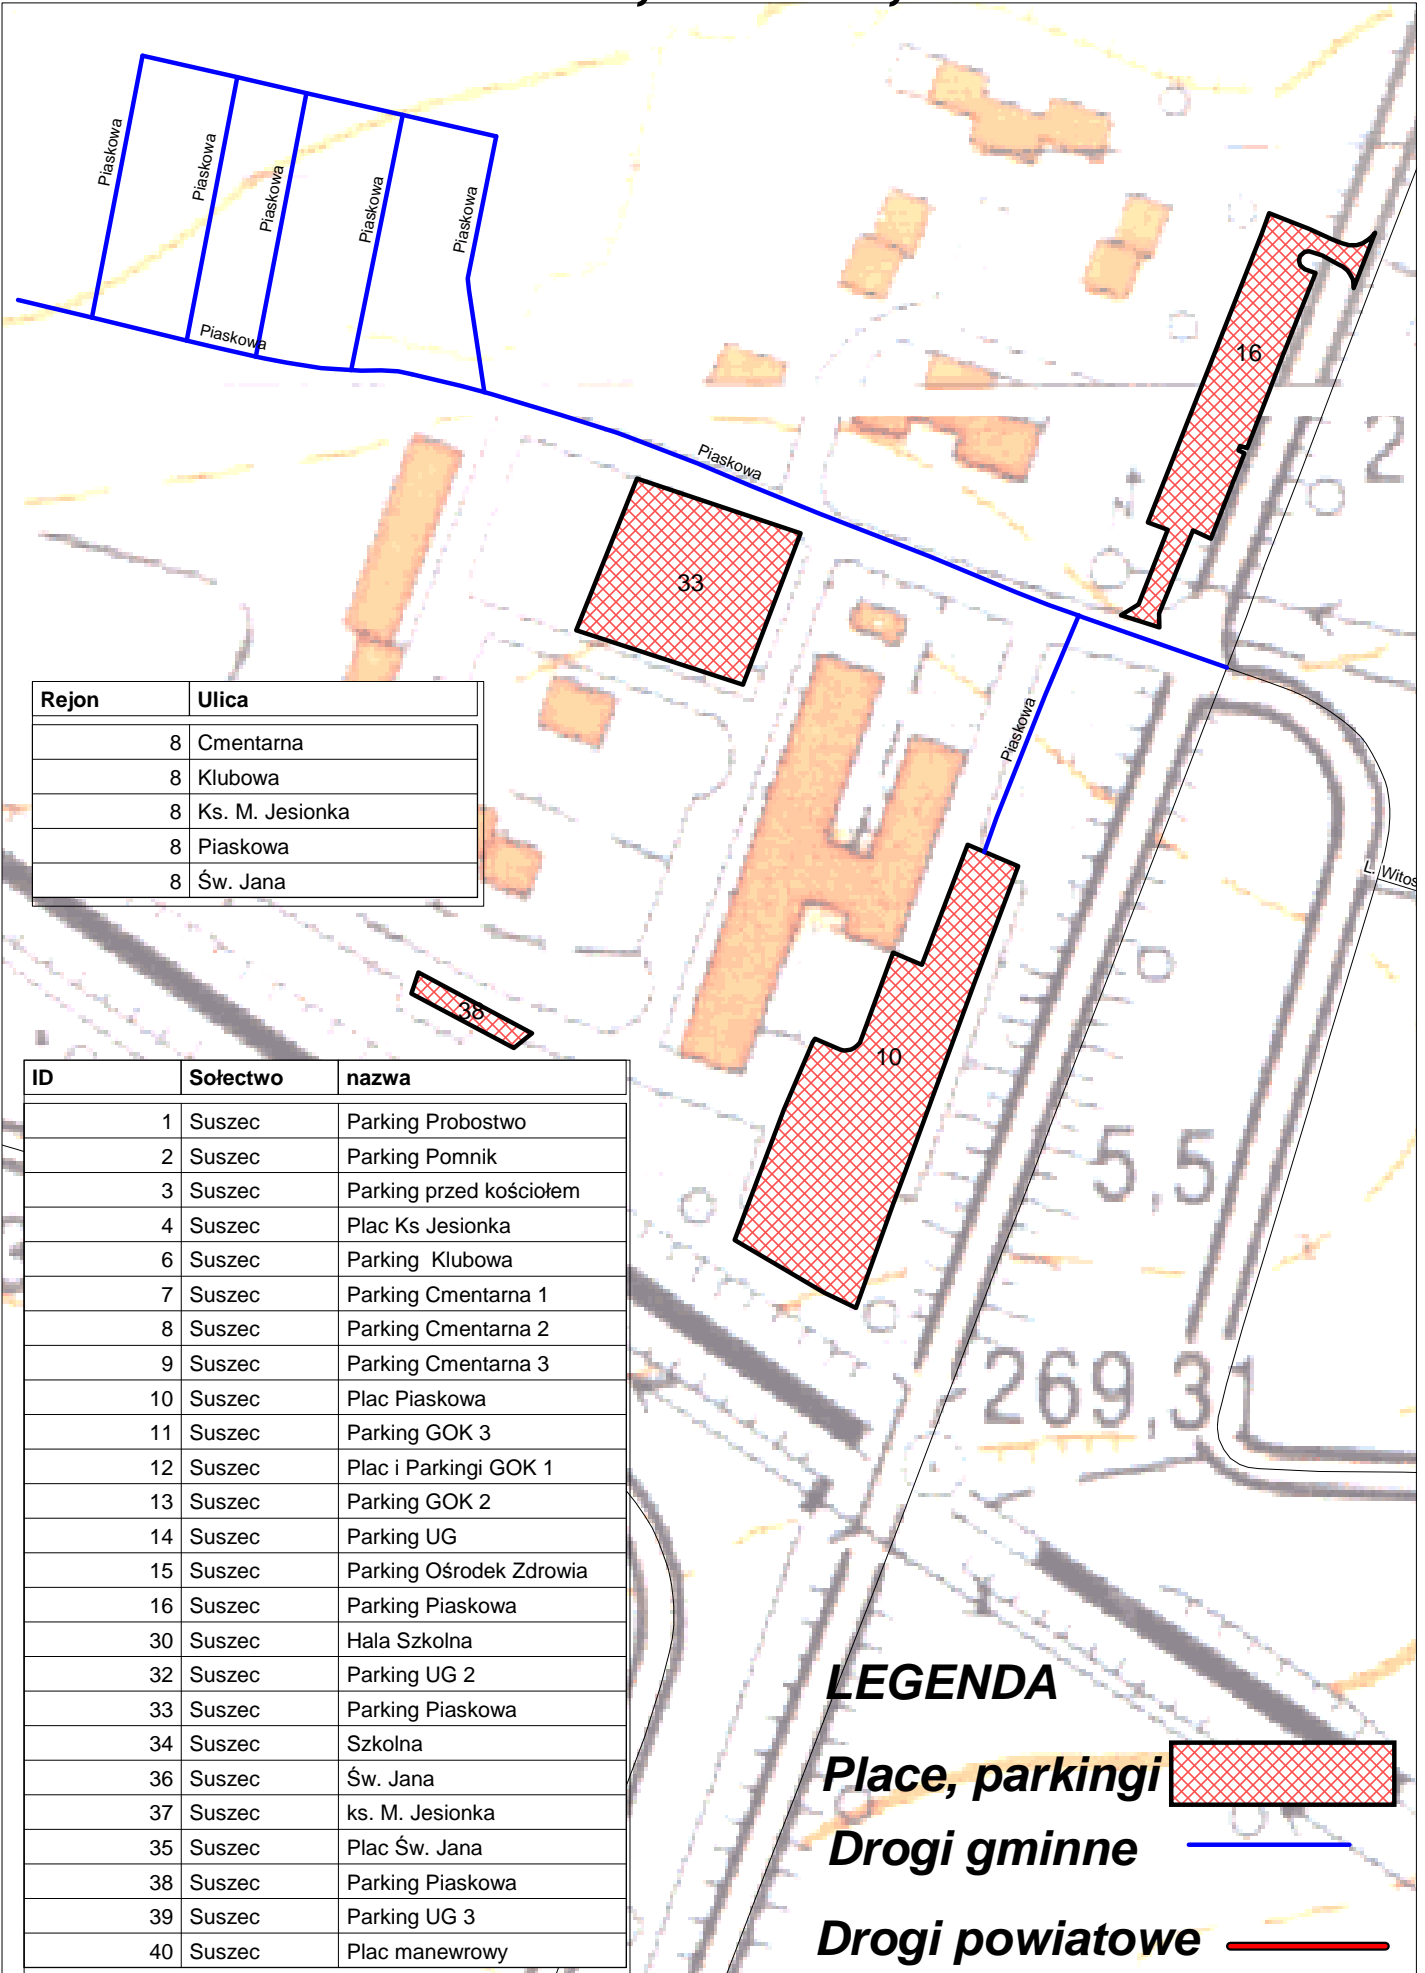 Piaskowa
Piaskowa
Piaskowa
Piaskowa
Piaskowa
Piaskowa
16
2
Piaskowa
33
Piaskowa
Rejon Ulica
8 Cmentarna
8 Klubowa
8 Ks. M. Jesionka
8 Piaskowa
8 Św. Jana
L. Witos
38
10
ID Sołectwo nazwa
1 Suszec Parking Probostwo
2 Suszec Parking Pomnik
3 Suszec Parking przed kościołem
4 Suszec Plac Ks Jesionka
6 Suszec Parking Klubowa
7 Suszec Parking Cmentarna 1
8 Suszec Parking Cmentarna 2
9 Suszec Parking Cmentarna 3
10 Suszec Plac Piaskowa
11 Suszec Parking GOK 3
12 Suszec Plac i Parkingi GOK 1
13 Suszec Parking GOK 2
14 Suszec Parking UG
15 Suszec Parking Ośrodek Zdrowia
16 Suszec Parking Piaskowa
30 Suszec Hala Szkolna
32 Suszec Parking UG 2
33 Suszec Parking Piaskowa
34 Suszec Szkolna
36 Suszec Św. Jana
37 Suszec ks. M. Jesionka
35 Suszec Plac Św. Jana
38 Suszec Parking Piaskowa
39 Suszec Parking UG 3
40 Suszec Plac manewrowy
5,5
269,31
LEGENDA
Place, parkingi
Drogi gminne
Drogi powiatowe